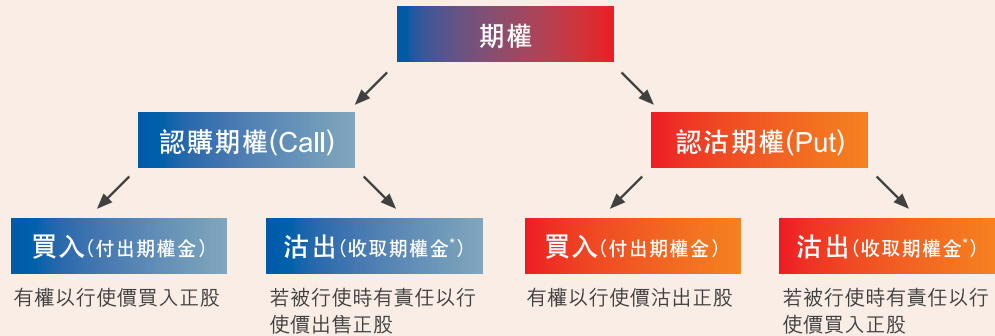 期權
認購期權(Call)
認沽期權(Put)
買入(付出期權金)
沽出(收取期權金*)
買入(付出期權金)
沽出(收取期權金*)
有權以行使價買入正股
若被行使時有責任以行
使價出售正股
有權以行使價沽出正股
若被行使時有責任以行
使價買入正股